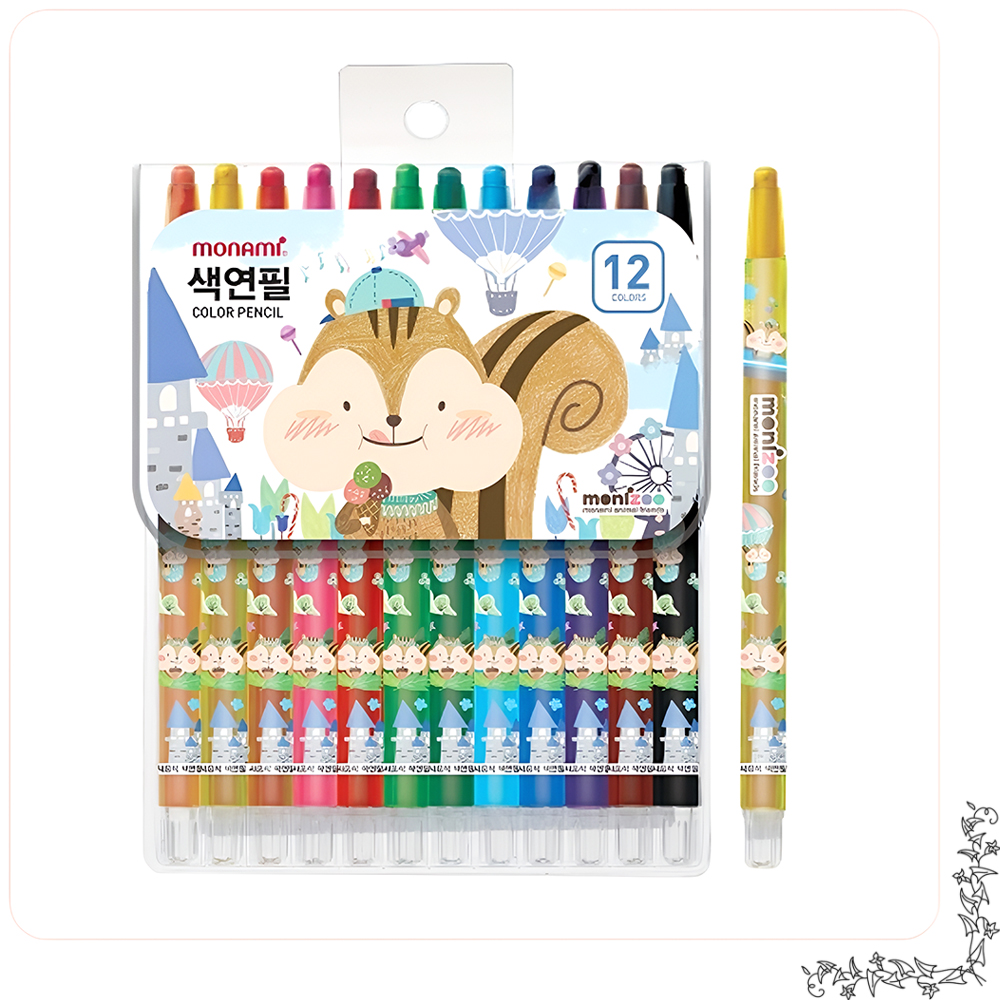 monami
색연필
COLOR PENCIL
12
COLORS
monizoo
monami animal friends
monizoo
monami animal friends